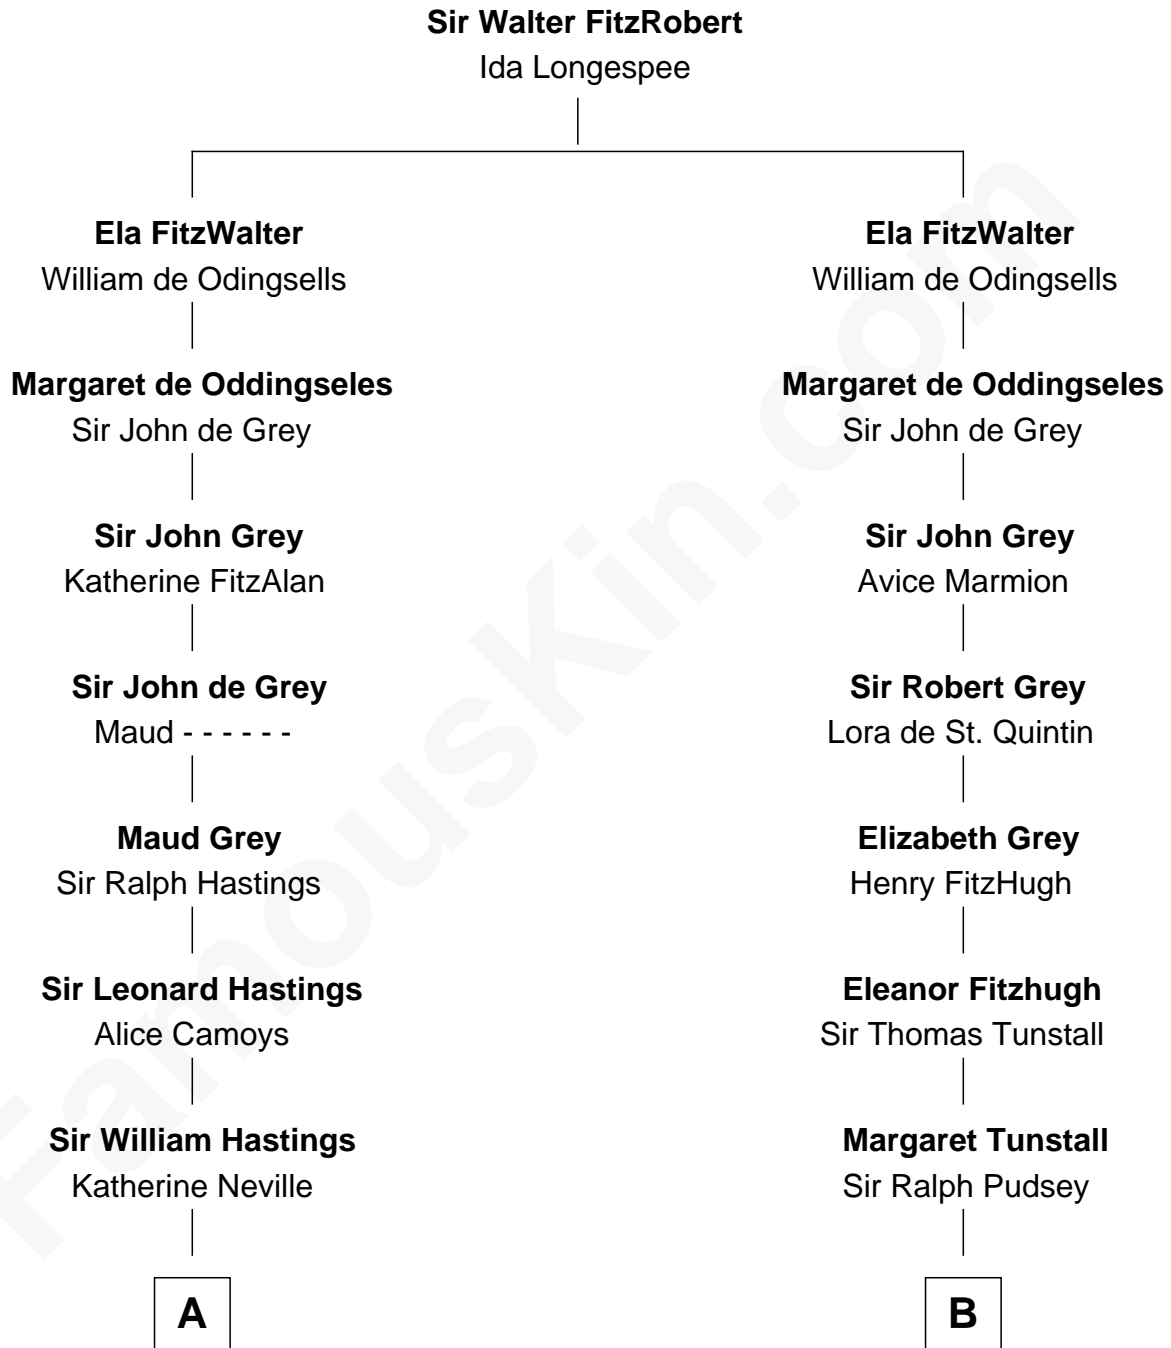 Sir Walter FitzRobert
Ida Longespee
Ela FitzWalter
William de Odingsells
Margaret de Oddingseles
Sir John de Grey
Sir John Grey
Katherine FitzAlan
Sir John de Grey
Maud - - - - - -
Maud Grey
Sir Ralph Hastings
Sir Leonard Hastings
Alice Camoys
Sir William Hastings
Katherine Neville
A
Ela FitzWalter
William de Odingsells
Margaret de Oddingseles
Sir John de Grey
Sir John Grey
Avice Marmion
Sir Robert Grey
Lora de St. Quintin
Elizabeth Grey
Henry FitzHugh
Eleanor Fitzhugh
Sir Thomas Tunstall
Margaret Tunstall
Sir Ralph Pudsey
B
FamousKin.com